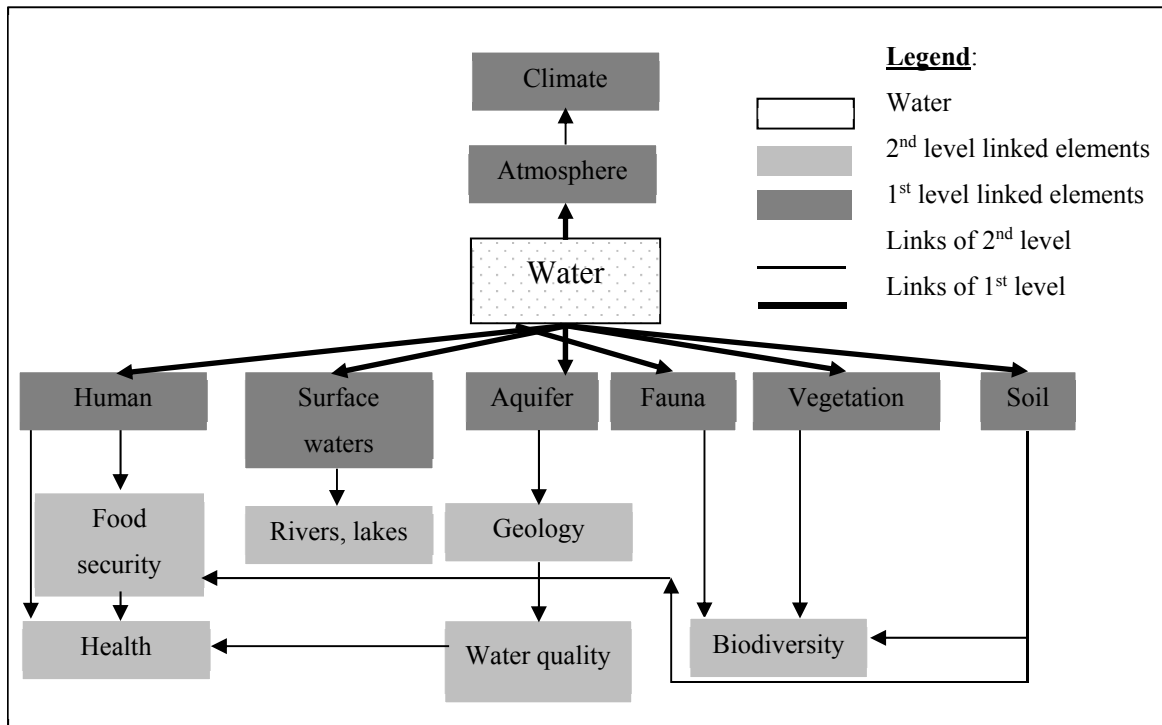 Climate
Atmosphere
Water
Legend:
Water
2nd level linked elements
1st level linked elements
Links of 2nd level
Links of 1st level
Human
Surface
waters
Aquifer
Fauna
Vegetation
Soil
Food
security
Rivers, lakes
Geology
Health
Water quality
Biodiversity